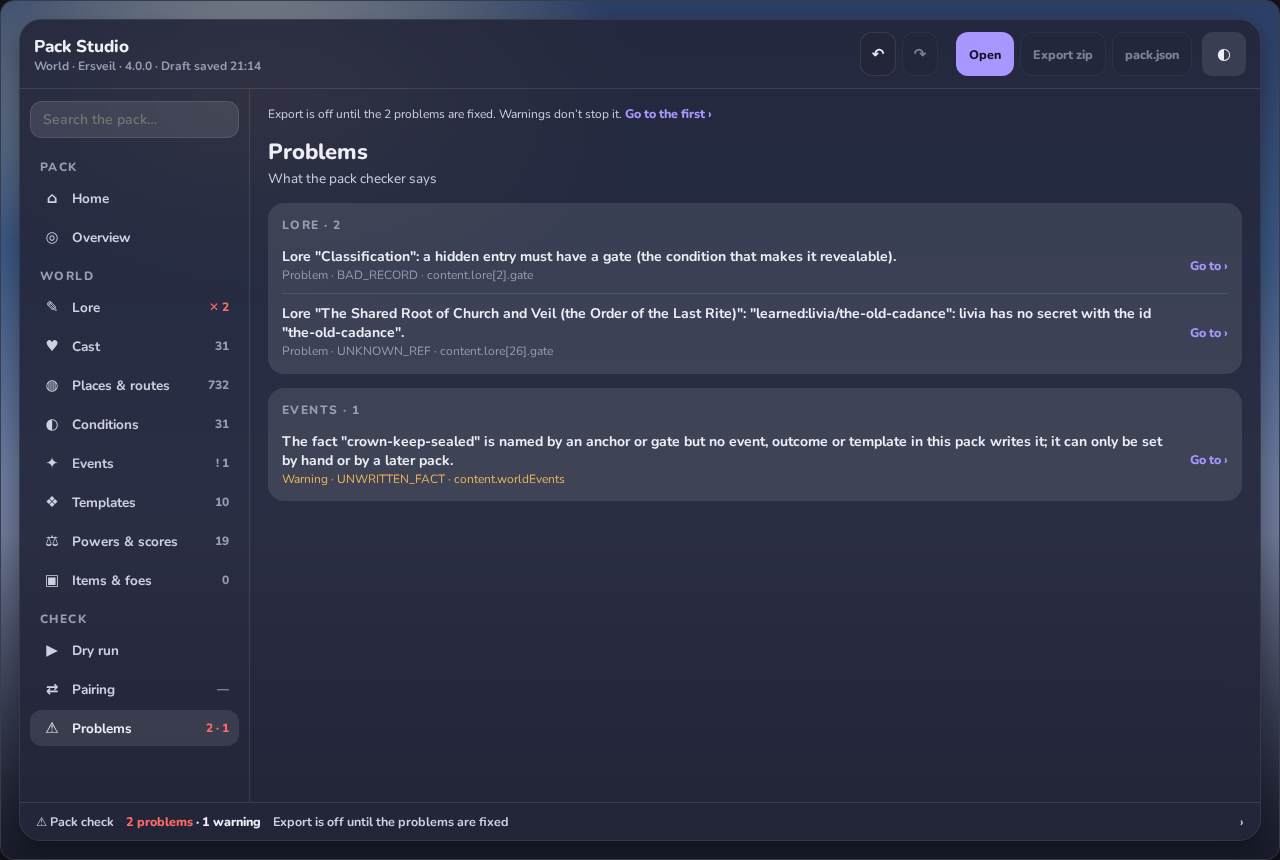 Pack Studio
World · Ersveil · 4.0.0 · Draft saved 21:14
Open
Export zip
pack.json
Search the pack...
PACK
Home
Overview
WORLD
Lore × 2
Cast 31
Places & routes 732
Conditions 31
Events ! 1
Templates 10
Powers & scores 19
Items & foes 0
CHECK
Dry run
Pairing —
Problems 2 · 1
Export is off until the 2 problems are fixed. Warnings don't stop it. Go to the first ›
Problems
What the pack checker says
LORE · 2
Lore "Classification": a hidden entry must have a gate (the condition that makes it revealable).
Problem · BAD_RECORD · content.lore[2].gate
Go to ›
Lore "The Shared Root of Church and Veil (the Order of the Last Rite)": "learned:livia/the-old-cadance": livia has no secret with the id
"the-old-cadance".
Problem · UNKNOWN_REF · content.lore[26].gate
Go to ›
EVENTS · 1
The fact "crown-keep-sealed" is named by an anchor or gate but no event, outcome or template in this pack writes it; it can only be set
by hand or by a later pack.
Warning · UNWRITTEN_FACT · content.worldEvents
Go to ›
⚠ Pack check 2 problems · 1 warning Export is off until the problems are fixed ›